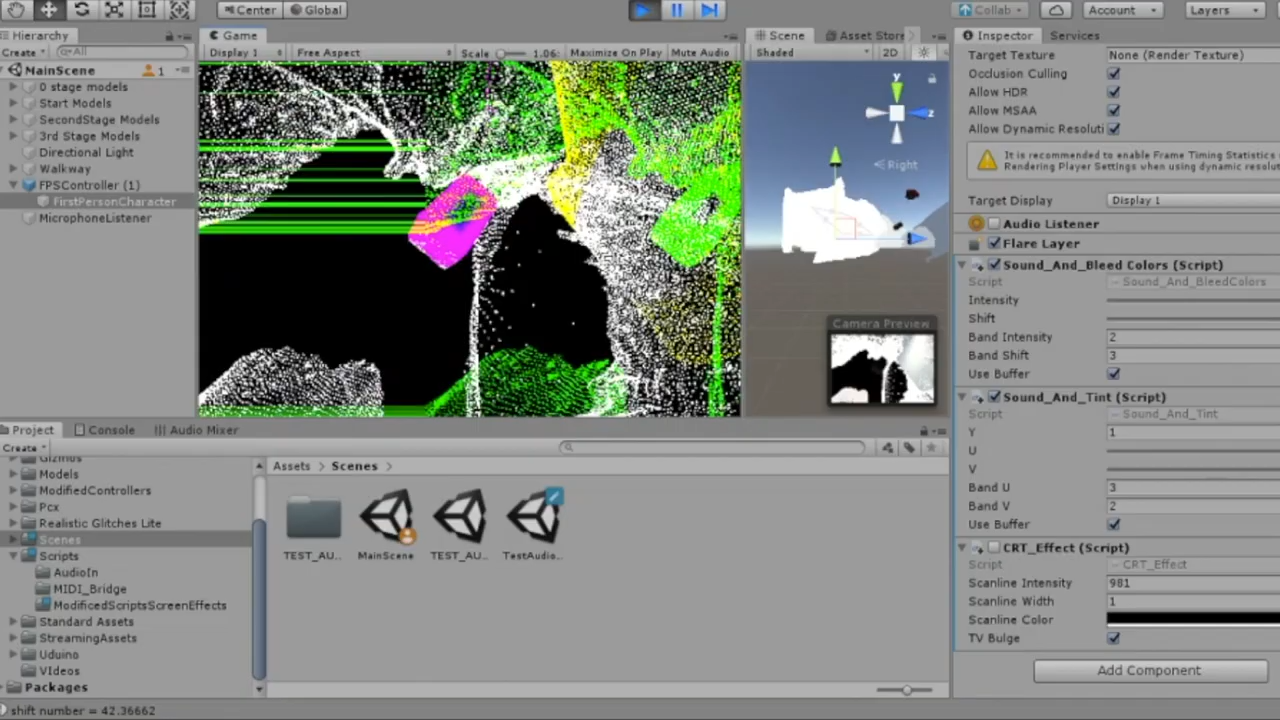 Center Global Collab Account Layers
Hierarchy
Create All
MainScene 1
0 stage models
Start Models
SecondStage Models
3rd Stage Models
Directional Light
Walkway
FPSController (1)
FirstPersonCharacter
MicrophoneListener
Game
Display 1 Free Aspect Scale 1.06: Maximize On Play Mute Audio
Scene Asset Store
Shaded 2D
y
z
Right
Camera Preview
Inspector Services
Target Texture None (Render Texture)
Occlusion Culling
Allow HDR
Allow MSAA
Allow Dynamic Resoluti
It is recommended to enable Frame Timing Statistics
Rendering Player Settings when using dynamic resolut
Target Display Display 1
Audio Listener
Flare Layer
Sound_And_Bleed Colors (Script)
Script Sound_And_BleedColors
Intensity
Shift
Band Intensity 2
Band Shift 3
Use Buffer
Sound_And_Tint (Script)
Script Sound_And_Tint
Y 1
U
V
Band U 3
Band V 2
Use Buffer
CRT_Effect (Script)
Script CRT_Effect
Scanline Intensity 981
Scanline Width 1
Scanline Color
TV Bulge
Add Component
Project Console Audio Mixer
Create
Gizmos
Models
ModifiedControllers
Pcx
Realistic Glitches Lite
Scenes
Scripts
AudioIn
MIDI_Bridge
ModificedScriptsScreenEffects
Standard Assets
StreamingAssets
Uduino
VIdeos
Packages
Assets > Scenes >
TEST_AU... MainScene TEST_AU... TestAudio...
shift number = 42.36662